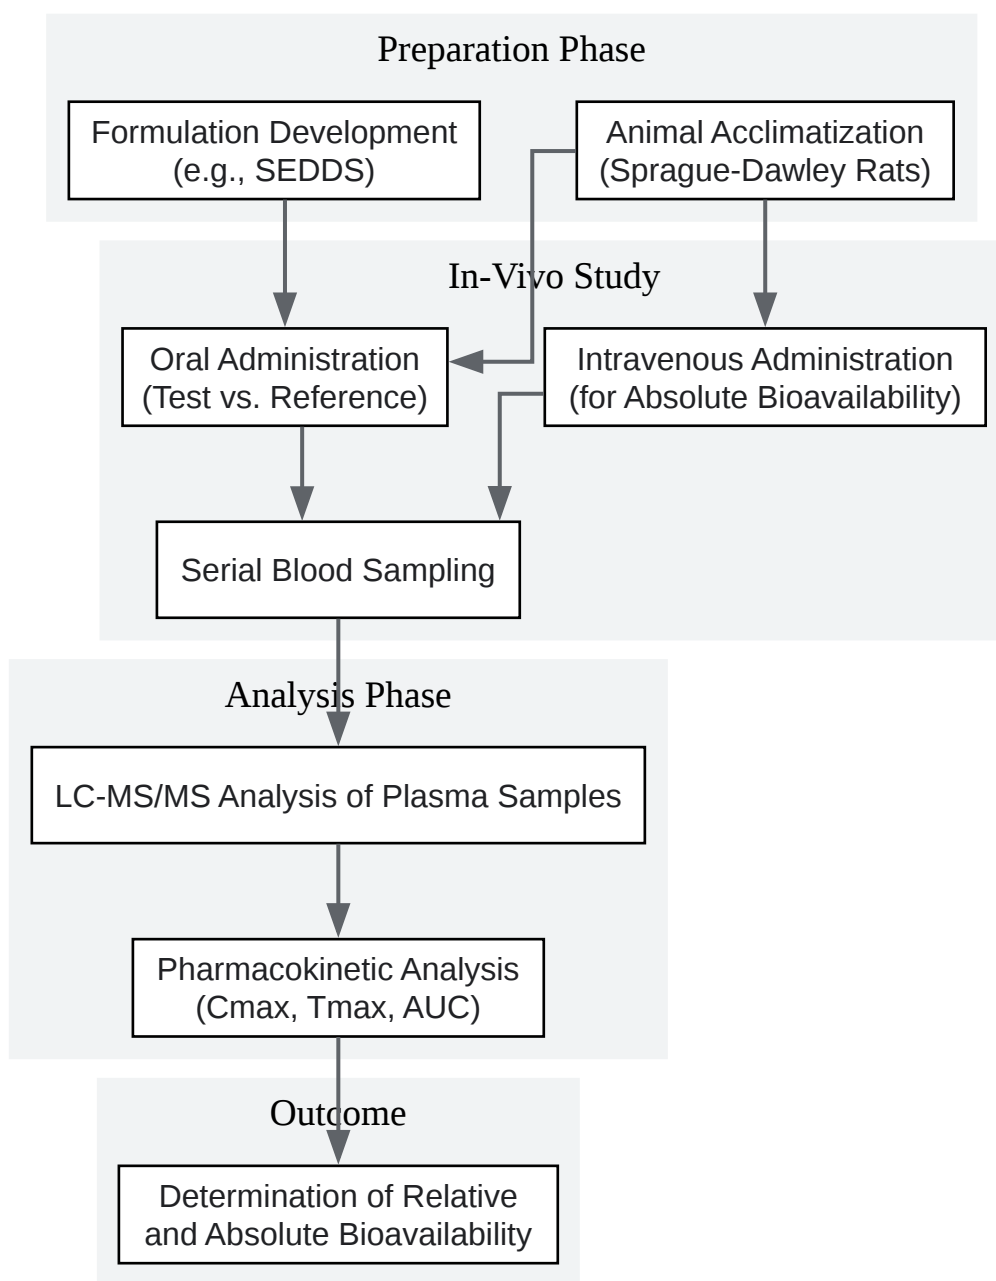 Preparation Phase
Formulation Development
(e.g., SEDDS)
Animal Acclimatization
(Sprague-Dawley Rats)
In-Vivo Study
Oral Administration
(Test vs. Reference)
Intravenous Administration
(for Absolute Bioavailability)
Serial Blood Sampling
Analysis Phase
LC-MS/MS Analysis of Plasma Samples
Pharmacokinetic Analysis
(Cmax, Tmax, AUC)
Outcome
Determination of Relative
and Absolute Bioavailability